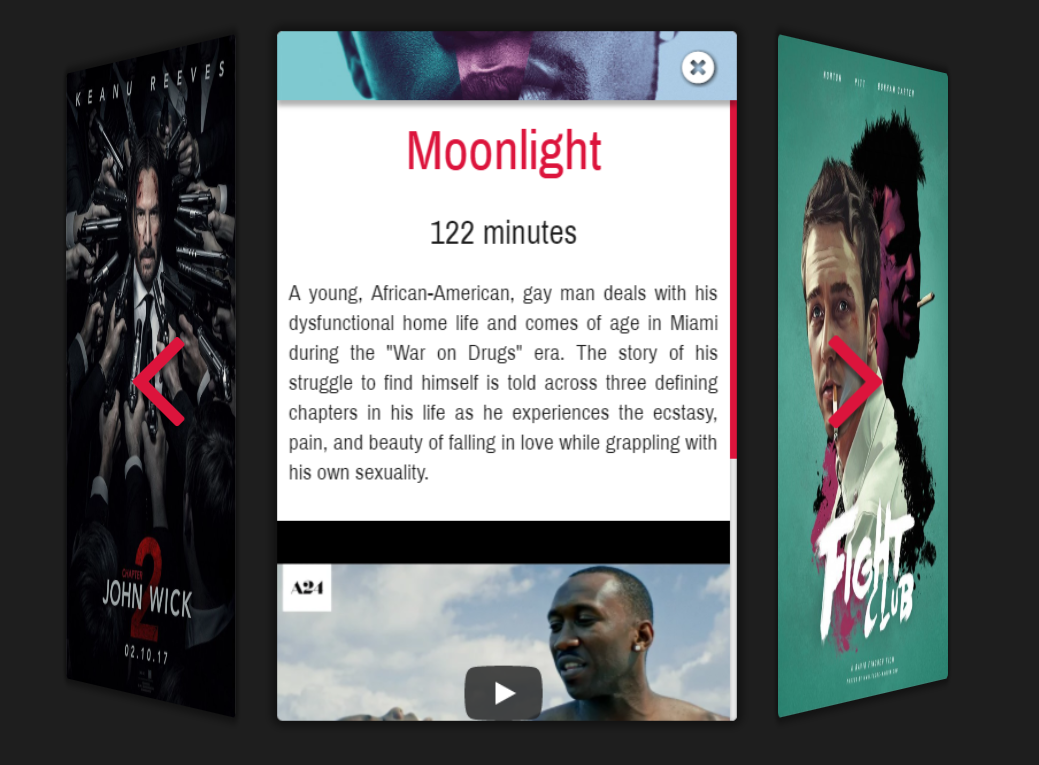 KEANU REEVES
CHAPTER
2
JOHN WICK
02.10.17
Moonlight
122 minutes
A young, African-American, gay man deals with his
dysfunctional home life and comes of age in Miami
during the "War on Drugs" era. The story of his
struggle to find himself is told across three defining
chapters in his life as he experiences the ecstasy,
pain, and beauty of falling in love while grappling with
his own sexuality.
A24
NORTON PITT BONHAM CARTER
FIGHT
CLUB
A DAVID FINCHER FILM